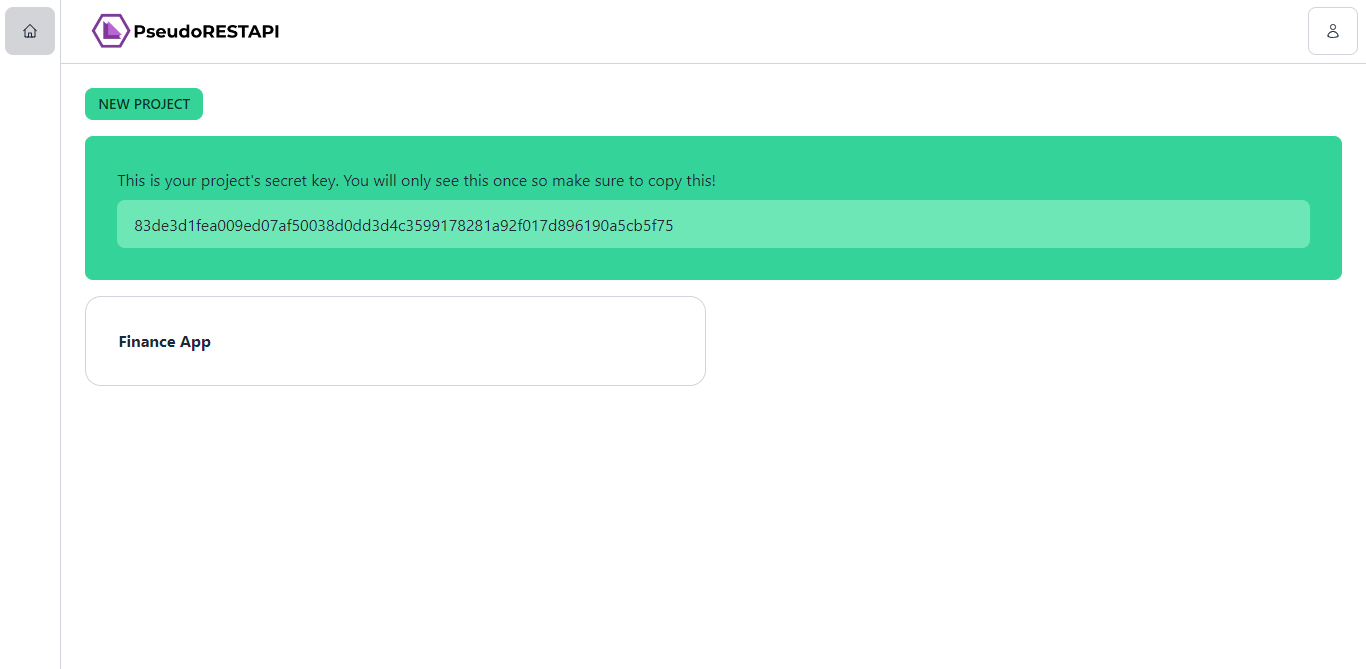 PseudoRESTAPI
NEW PROJECT
This is your project's secret key. You will only see this once so make sure to copy this!
83de3d1fea009ed07af50038d0dd3d4c3599178281a92f017d896190a5cb5f75
Finance App